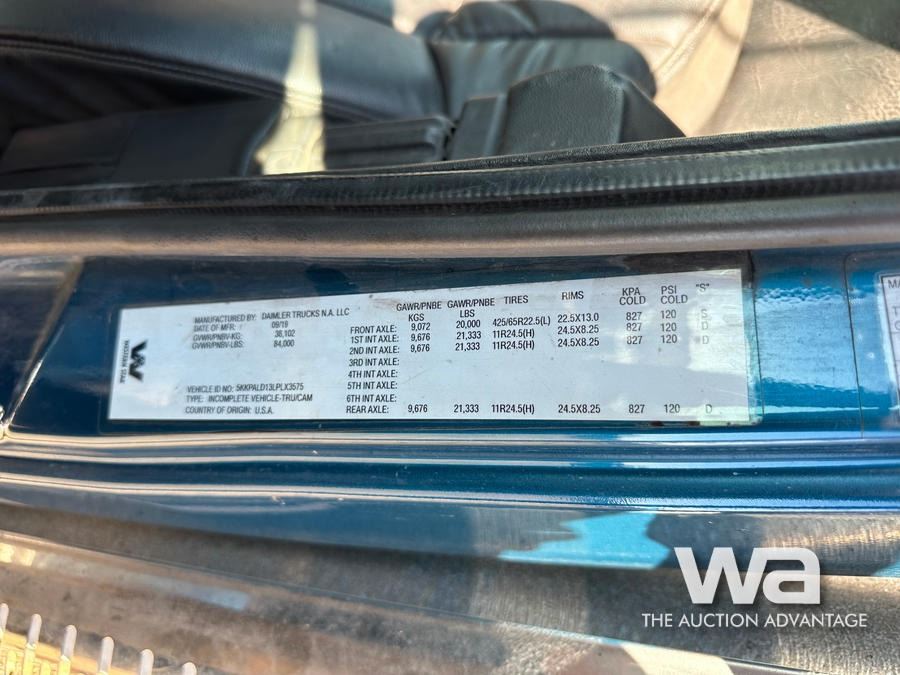 MANUFACTURED BY: DAIMLER TRUCKS N.A. LLC
DATE OF MFR: 09/19
GVWR/PNBV-KG: 38,102
GVWR/PNBV-LBS: 84,000
VEHICLE ID NO: 5KKPALD13LPLX3575
TYPE: INCOMPLETE VEHICLE-TRU/CAM
COUNTRY OF ORIGIN: U.S.A.
GAWR/PNBE KGS GAWR/PNBE LBS TIRES RIMS KPA COLD PSI COLD "S"
FRONT AXLE: 9,072 20,000 425/65R22.5(L) 22.5X13.0 827 120 S
1ST INT AXLE: 9,676 21,333 11R24.5(H) 24.5X8.25 827 120 D
2ND INT AXLE: 9,676 21,333 11R24.5(H) 24.5X8.25 827 120 D
3RD INT AXLE:
4TH INT AXLE:
5TH INT AXLE:
6TH INT AXLE:
REAR AXLE: 9,676 21,333 11R24.5(H) 24.5X8.25 827 120 D
wa
THE AUCTION ADVANTAGE